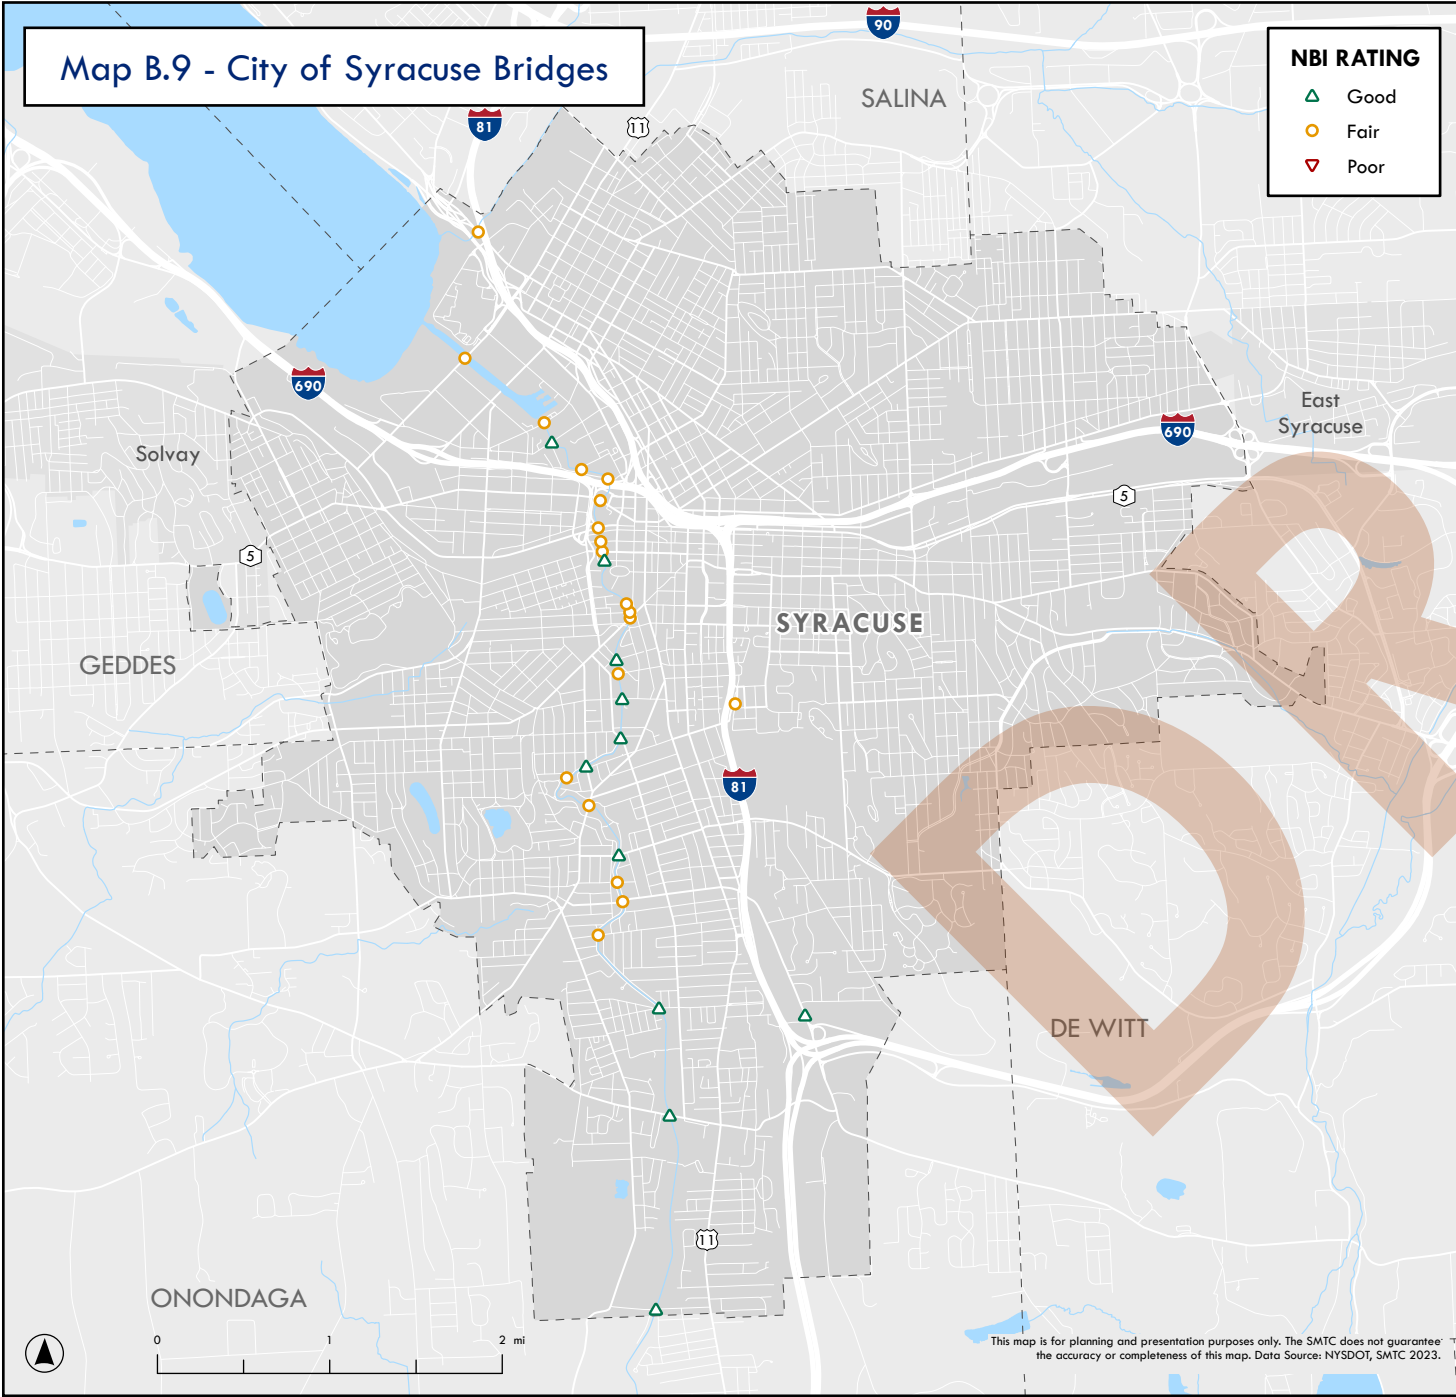 Map B.9 - City of Syracuse Bridges
90
NBI RATING
Good
Fair
Poor
SALINA
81
11
690
East
Syracuse
690
Solvay
5
5
SYRACUSE
GEDDES
81
DE WITT
11
ONONDAGA
0 1 2 mi
This map is for planning and presentation purposes only. The SMTC does not guarantee
the accuracy or completeness of this map. Data Source: NYSDOT, SMTC 2023.